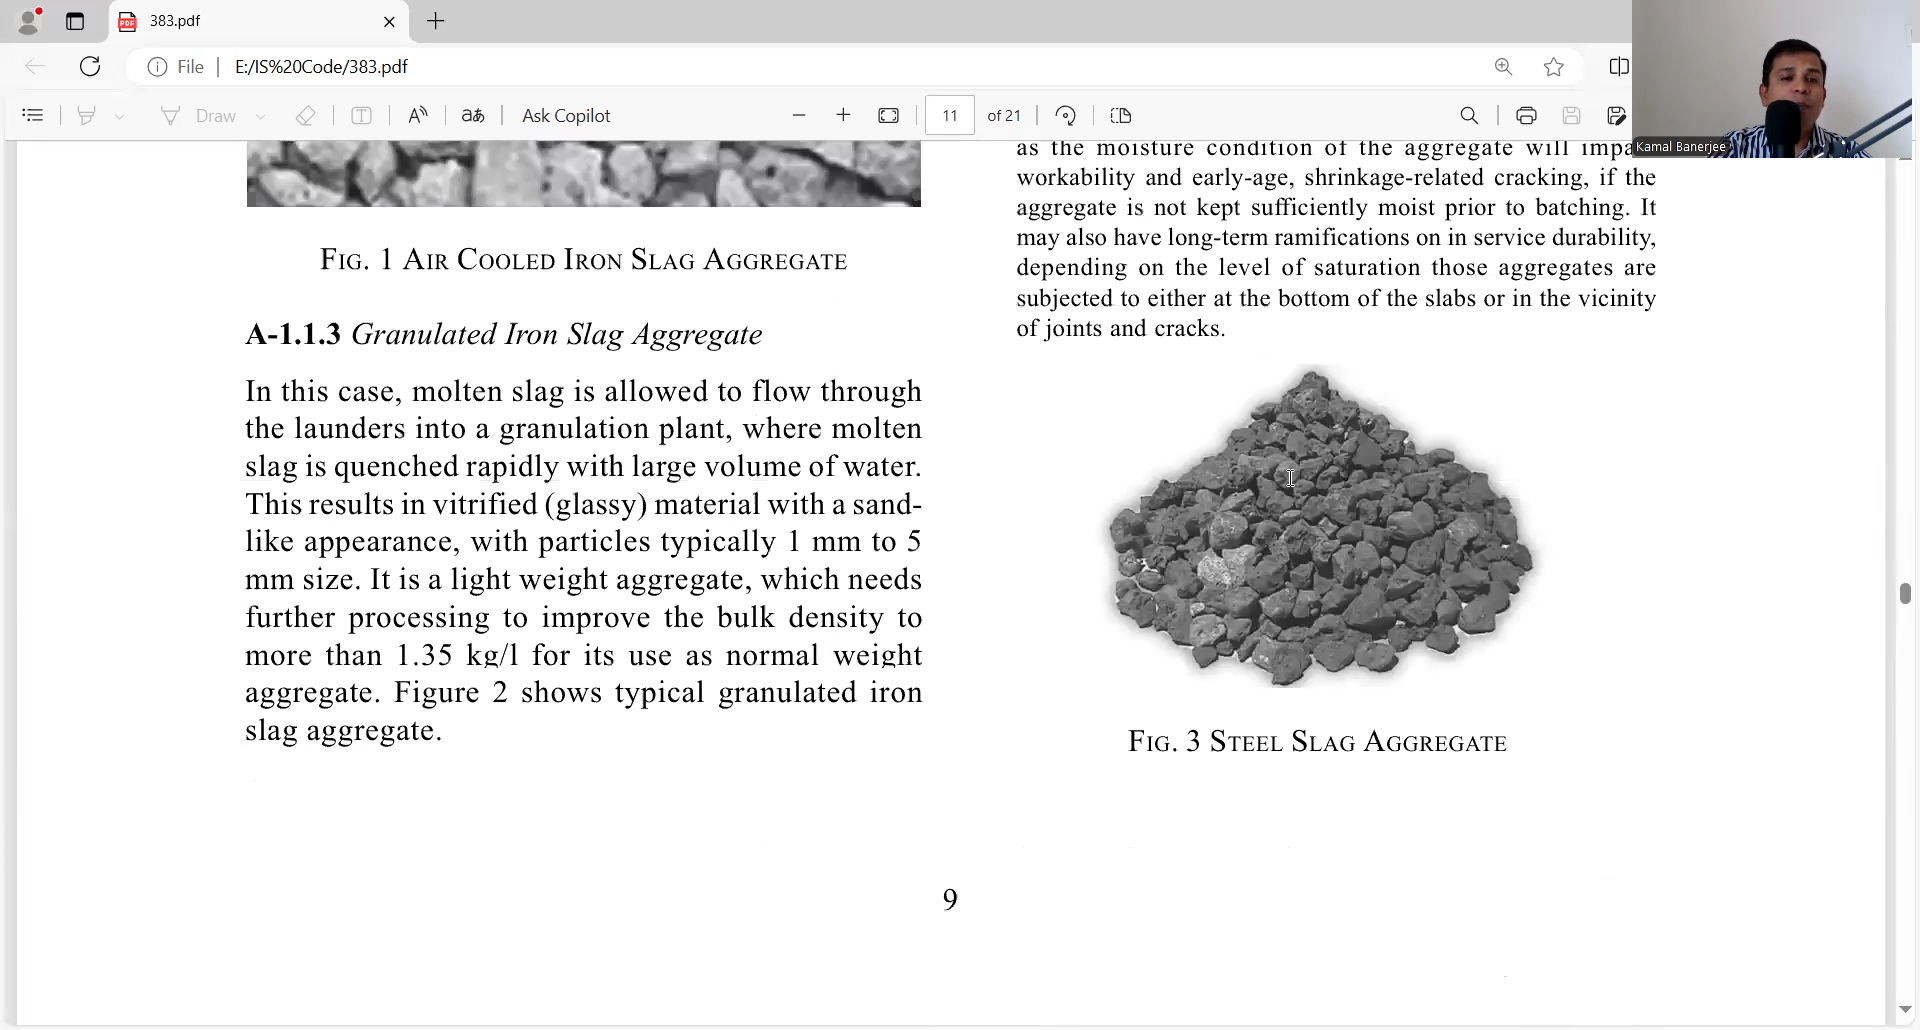 383.pdf
File
E:/IS%20Code/383.pdf
Draw
Ask Copilot
11
of 21
Kamal Banerjee
FIG. 1 AIR COOLED IRON SLAG AGGREGATE
A-1.1.3 Granulated Iron Slag Aggregate
In this case, molten slag is allowed to flow through
the launders into a granulation plant, where molten
slag is quenched rapidly with large volume of water.
This results in vitrified (glassy) material with a sand-
like appearance, with particles typically 1 mm to 5
mm size. It is a light weight aggregate, which needs
further processing to improve the bulk density to
more than 1.35 kg/l for its use as normal weight
aggregate. Figure 2 shows typical granulated iron
slag aggregate.
as the moisture condition of the aggregate will
workability and early-age, shrinkage-related cracking, if the
aggregate is not kept sufficiently moist prior to batching. It
may also have long-term ramifications on in service durability,
depending on the level of saturation those aggregates are
subjected to either at the bottom of the slabs or in the vicinity
of joints and cracks.
FIG. 3 STEEL SLAG AGGREGATE
9